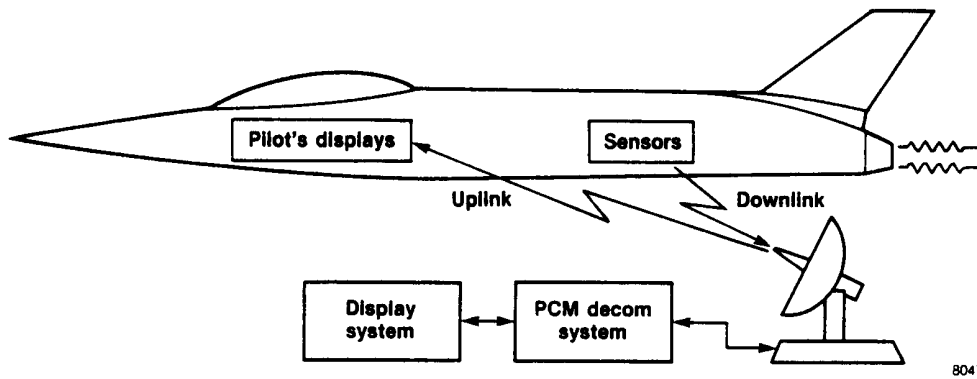 Pilot's displays
Sensors
Uplink
Downlink
Display
system
PCM decom
system
804